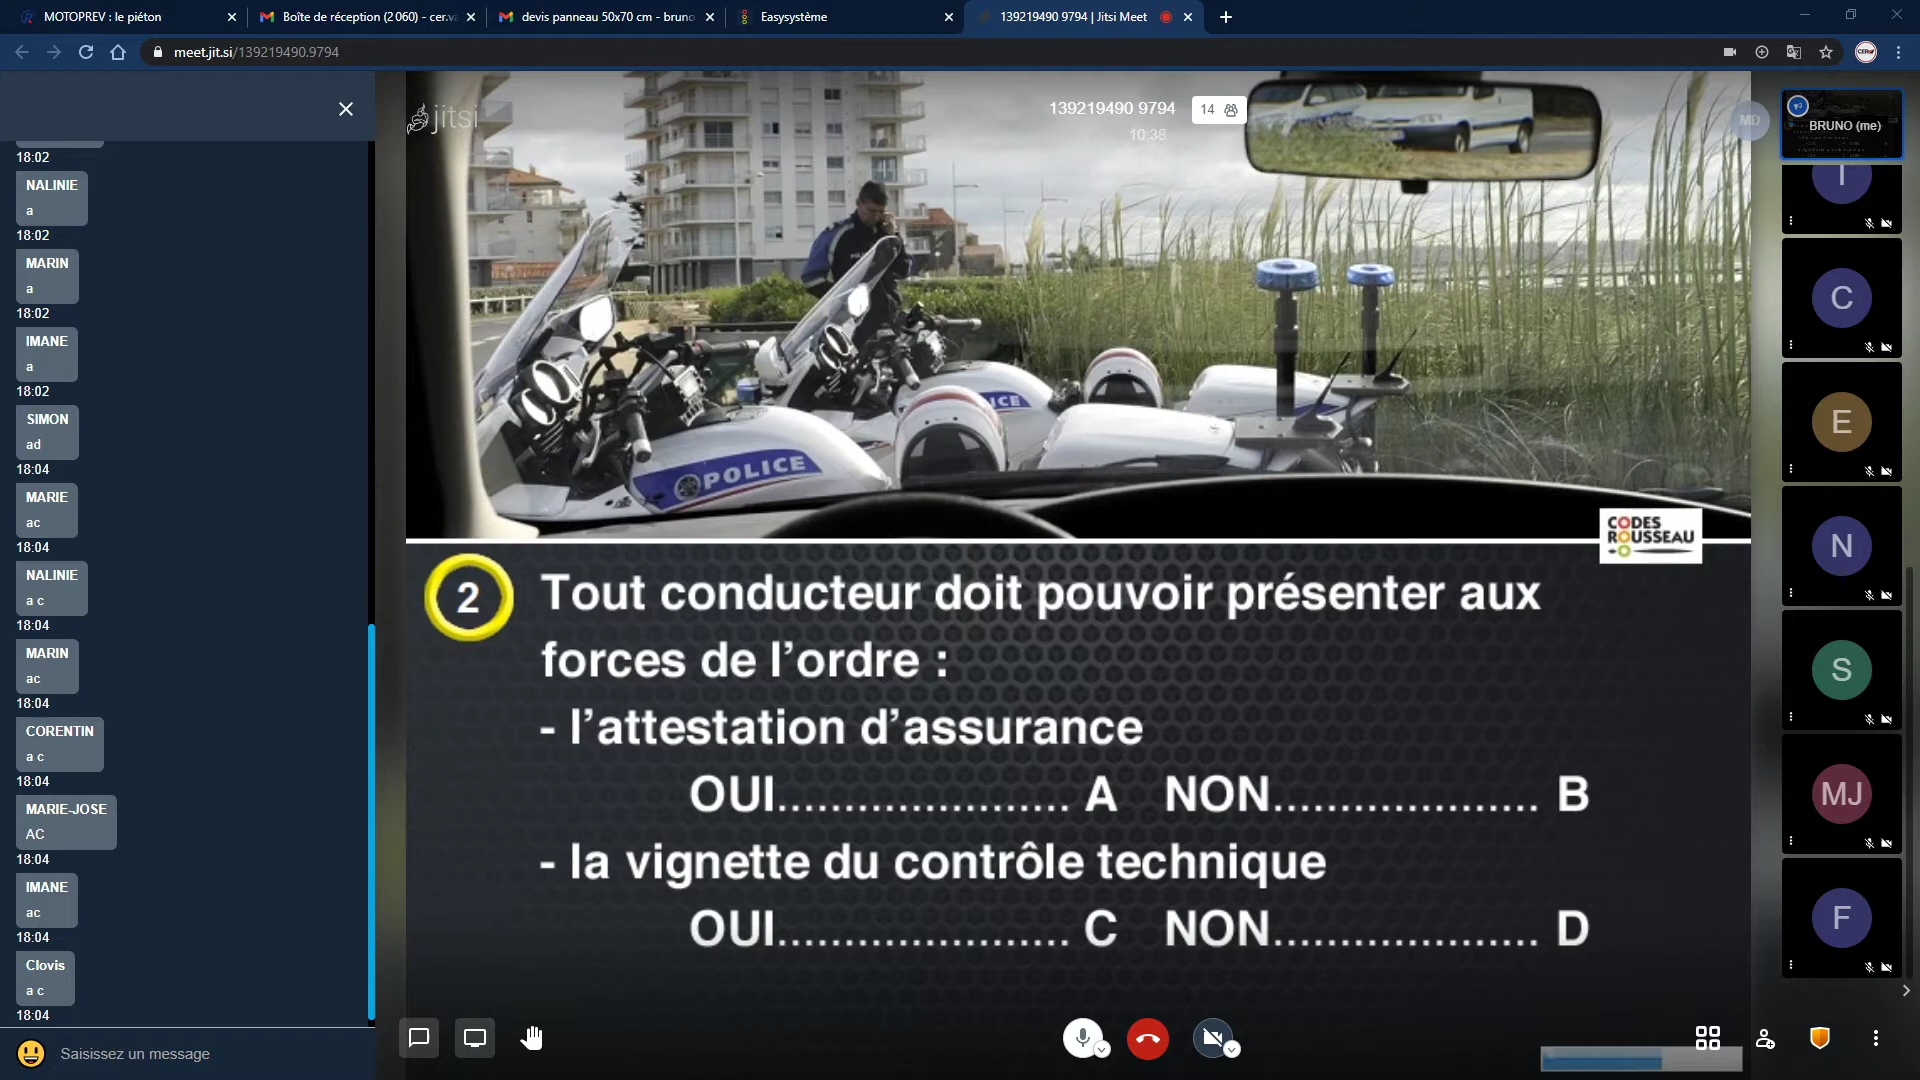 MOTOPREV : le piéton
Boîte de réception (2 060) - cer.va
devis panneau 50x70 cm - bruno
Easysystème
139219490 9794 | Jitsi Meet
meet.jit.si/139219490.9794
18:02
NALINIE
a
18:02
MARIN
a
18:02
IMANE
a
18:02
SIMON
ad
18:04
MARIE
ac
18:04
NALINIE
a c
18:04
MARIN
ac
18:04
CORENTIN
a c
18:04
MARIE-JOSE
AC
18:04
IMANE
ac
18:04
Clovis
a c
18:04
Saisissez un message
jitsi
139219490 9794
14
10:35
MD
POLICE
CODES
ROUSSEAU
2 Tout conducteur doit pouvoir présenter aux
forces de l’ordre :
- l’attestation d’assurance
OUI...................... A NON.................... B
- la vignette du contrôle technique
OUI...................... C NON.................... D
BRUNO (me)
C
E
N
S
MJ
F